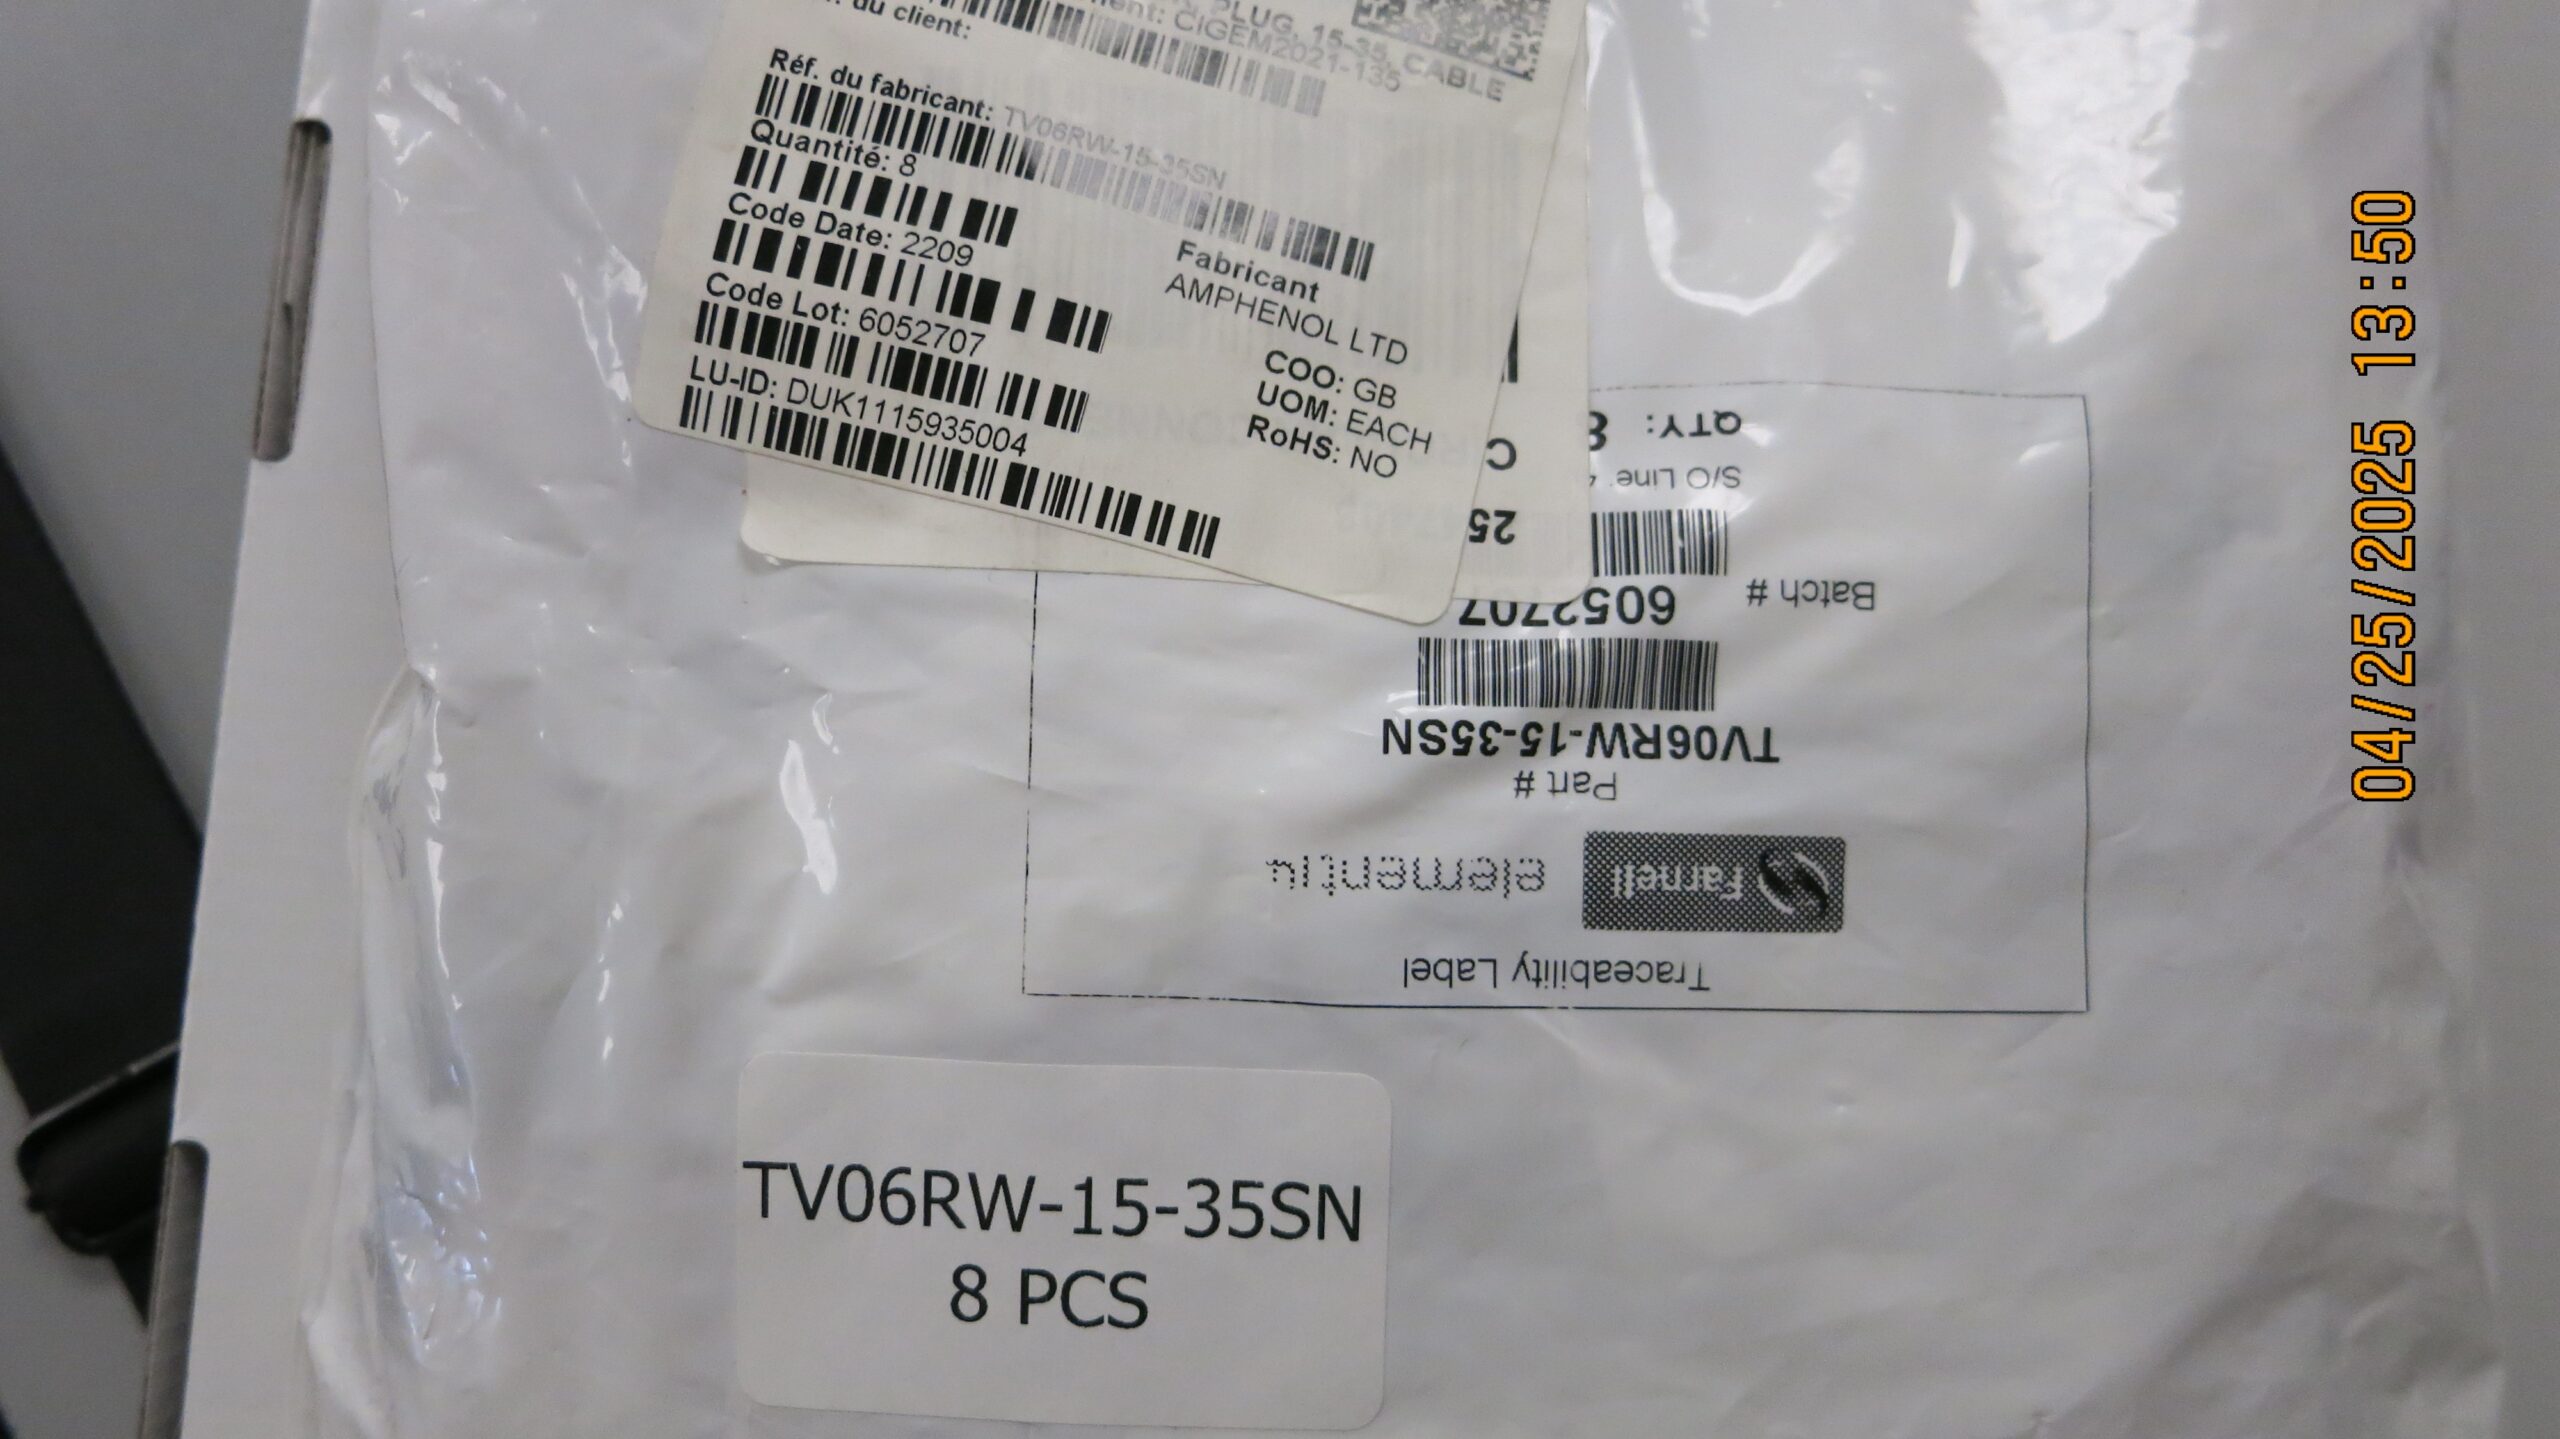 PLUG, 15-35, CABLE
CIGEM2021-135
du client:
Réf. du fabricant: TV06RW-15-35SN
Quantité: 8
Code Date: 2209
Code Lot: 6052707
LU-ID: DUK1115935004
Fabricant
AMPHENOL LTD
COO: GB
UOM: EACH
RoHS: NO
Traceability Label
Farnell
element14
Part #
TV06RW-15-35SN
Batch #
6052707
25
S/O Line
QTY: 8
C
TV06RW-15-35SN
8 PCS
04/25/2025 13:50